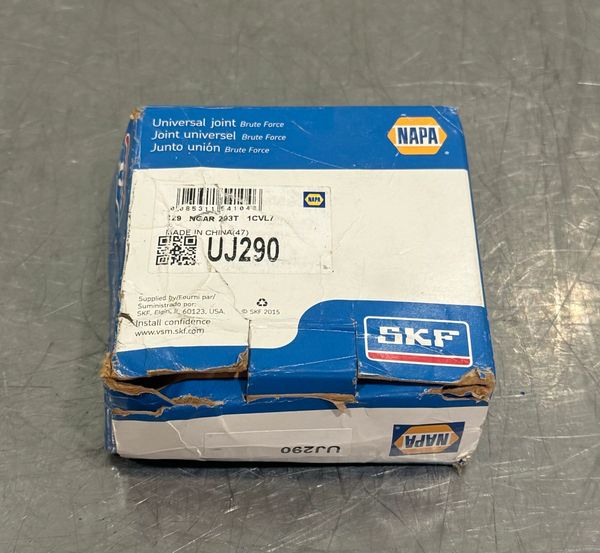 Universal joint Brute Force
Joint universel Brute Force
Junto unión Brute Force
NAPA
NAPA
MADE IN CHINA(47)
UJ290
Supplied by/Fourni par/
Suministrado por:
SKF, Elgin, IL 60123, USA.
© SKF 2015
Install confidence
www.vsm.skf.com
SKF
NAPA
UJ290